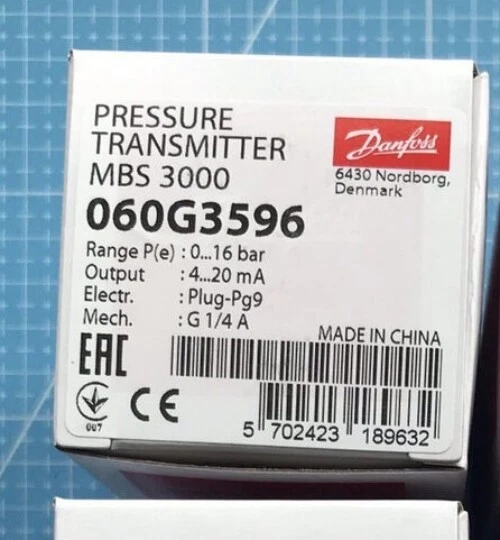 PRESSURE
TRANSMITTER
MBS 3000
060G3596
Danfoss
6430 Nordborg,
Denmark
Range P(e) : 0...16 bar
Output : 4...20 mA
Electr. : Plug-Pg9
Mech. : G 1/4 A
MADE IN CHINA
EAC
007
CE
5 702423 189632